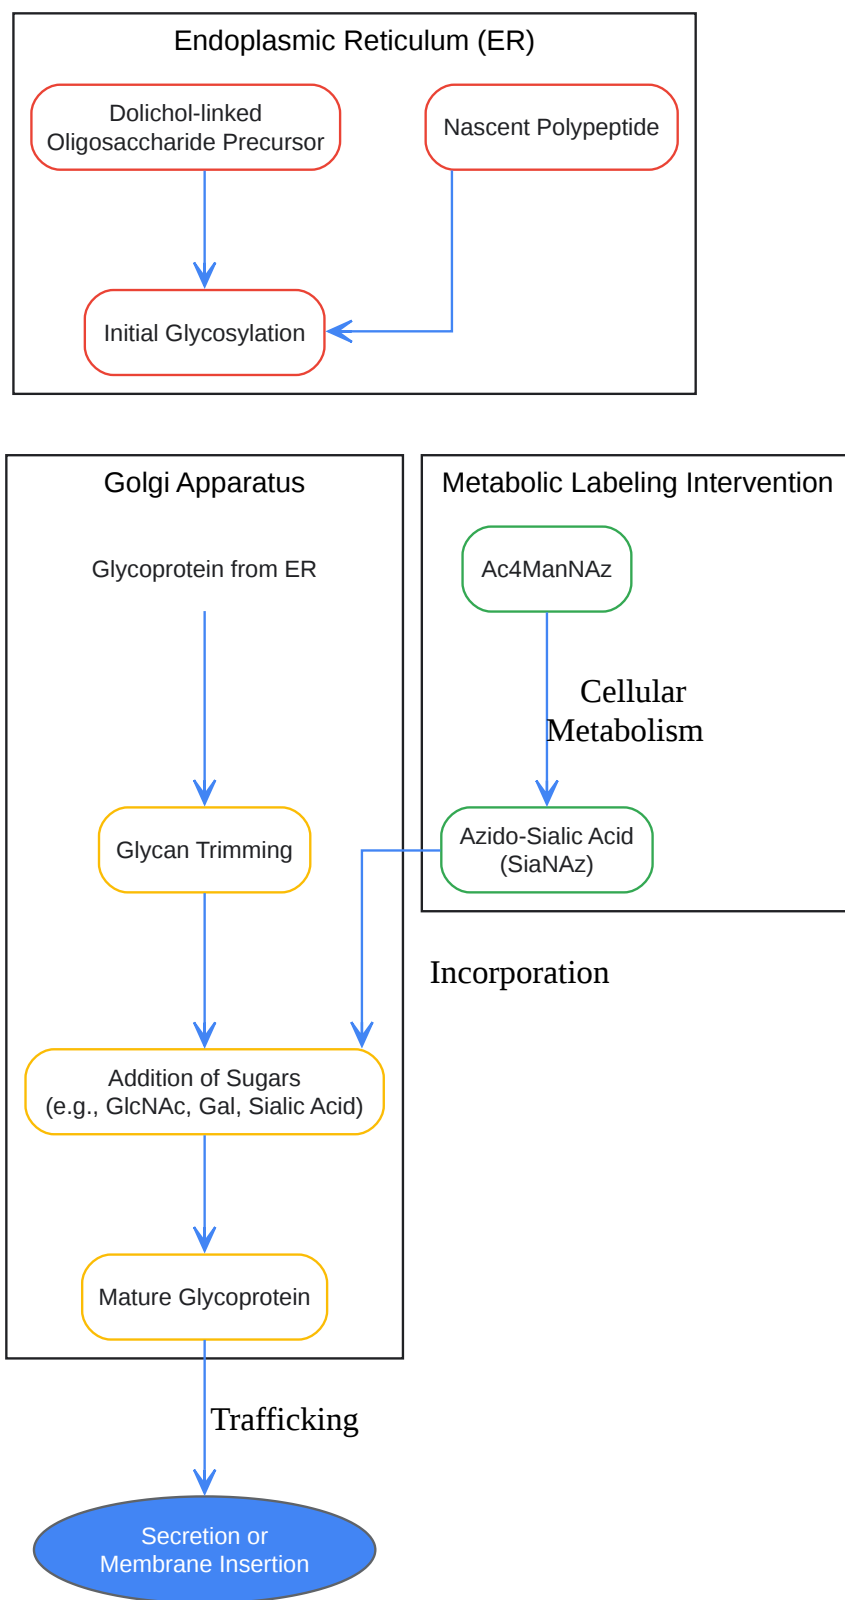 Endoplasmic Reticulum (ER)
Dolichol-linked
Oligosaccharide Precursor
Nascent Polypeptide
Initial Glycosylation
Golgi Apparatus
Glycoprotein from ER
Glycan Trimming
Addition of Sugars
(e.g., GlcNAc, Gal, Sialic Acid)
Mature Glycoprotein
Metabolic Labeling Intervention
Ac4ManNAz
Cellular
Metabolism
Azido-Sialic Acid
(SiaNAz)
Incorporation
Trafficking
Secretion or
Membrane Insertion